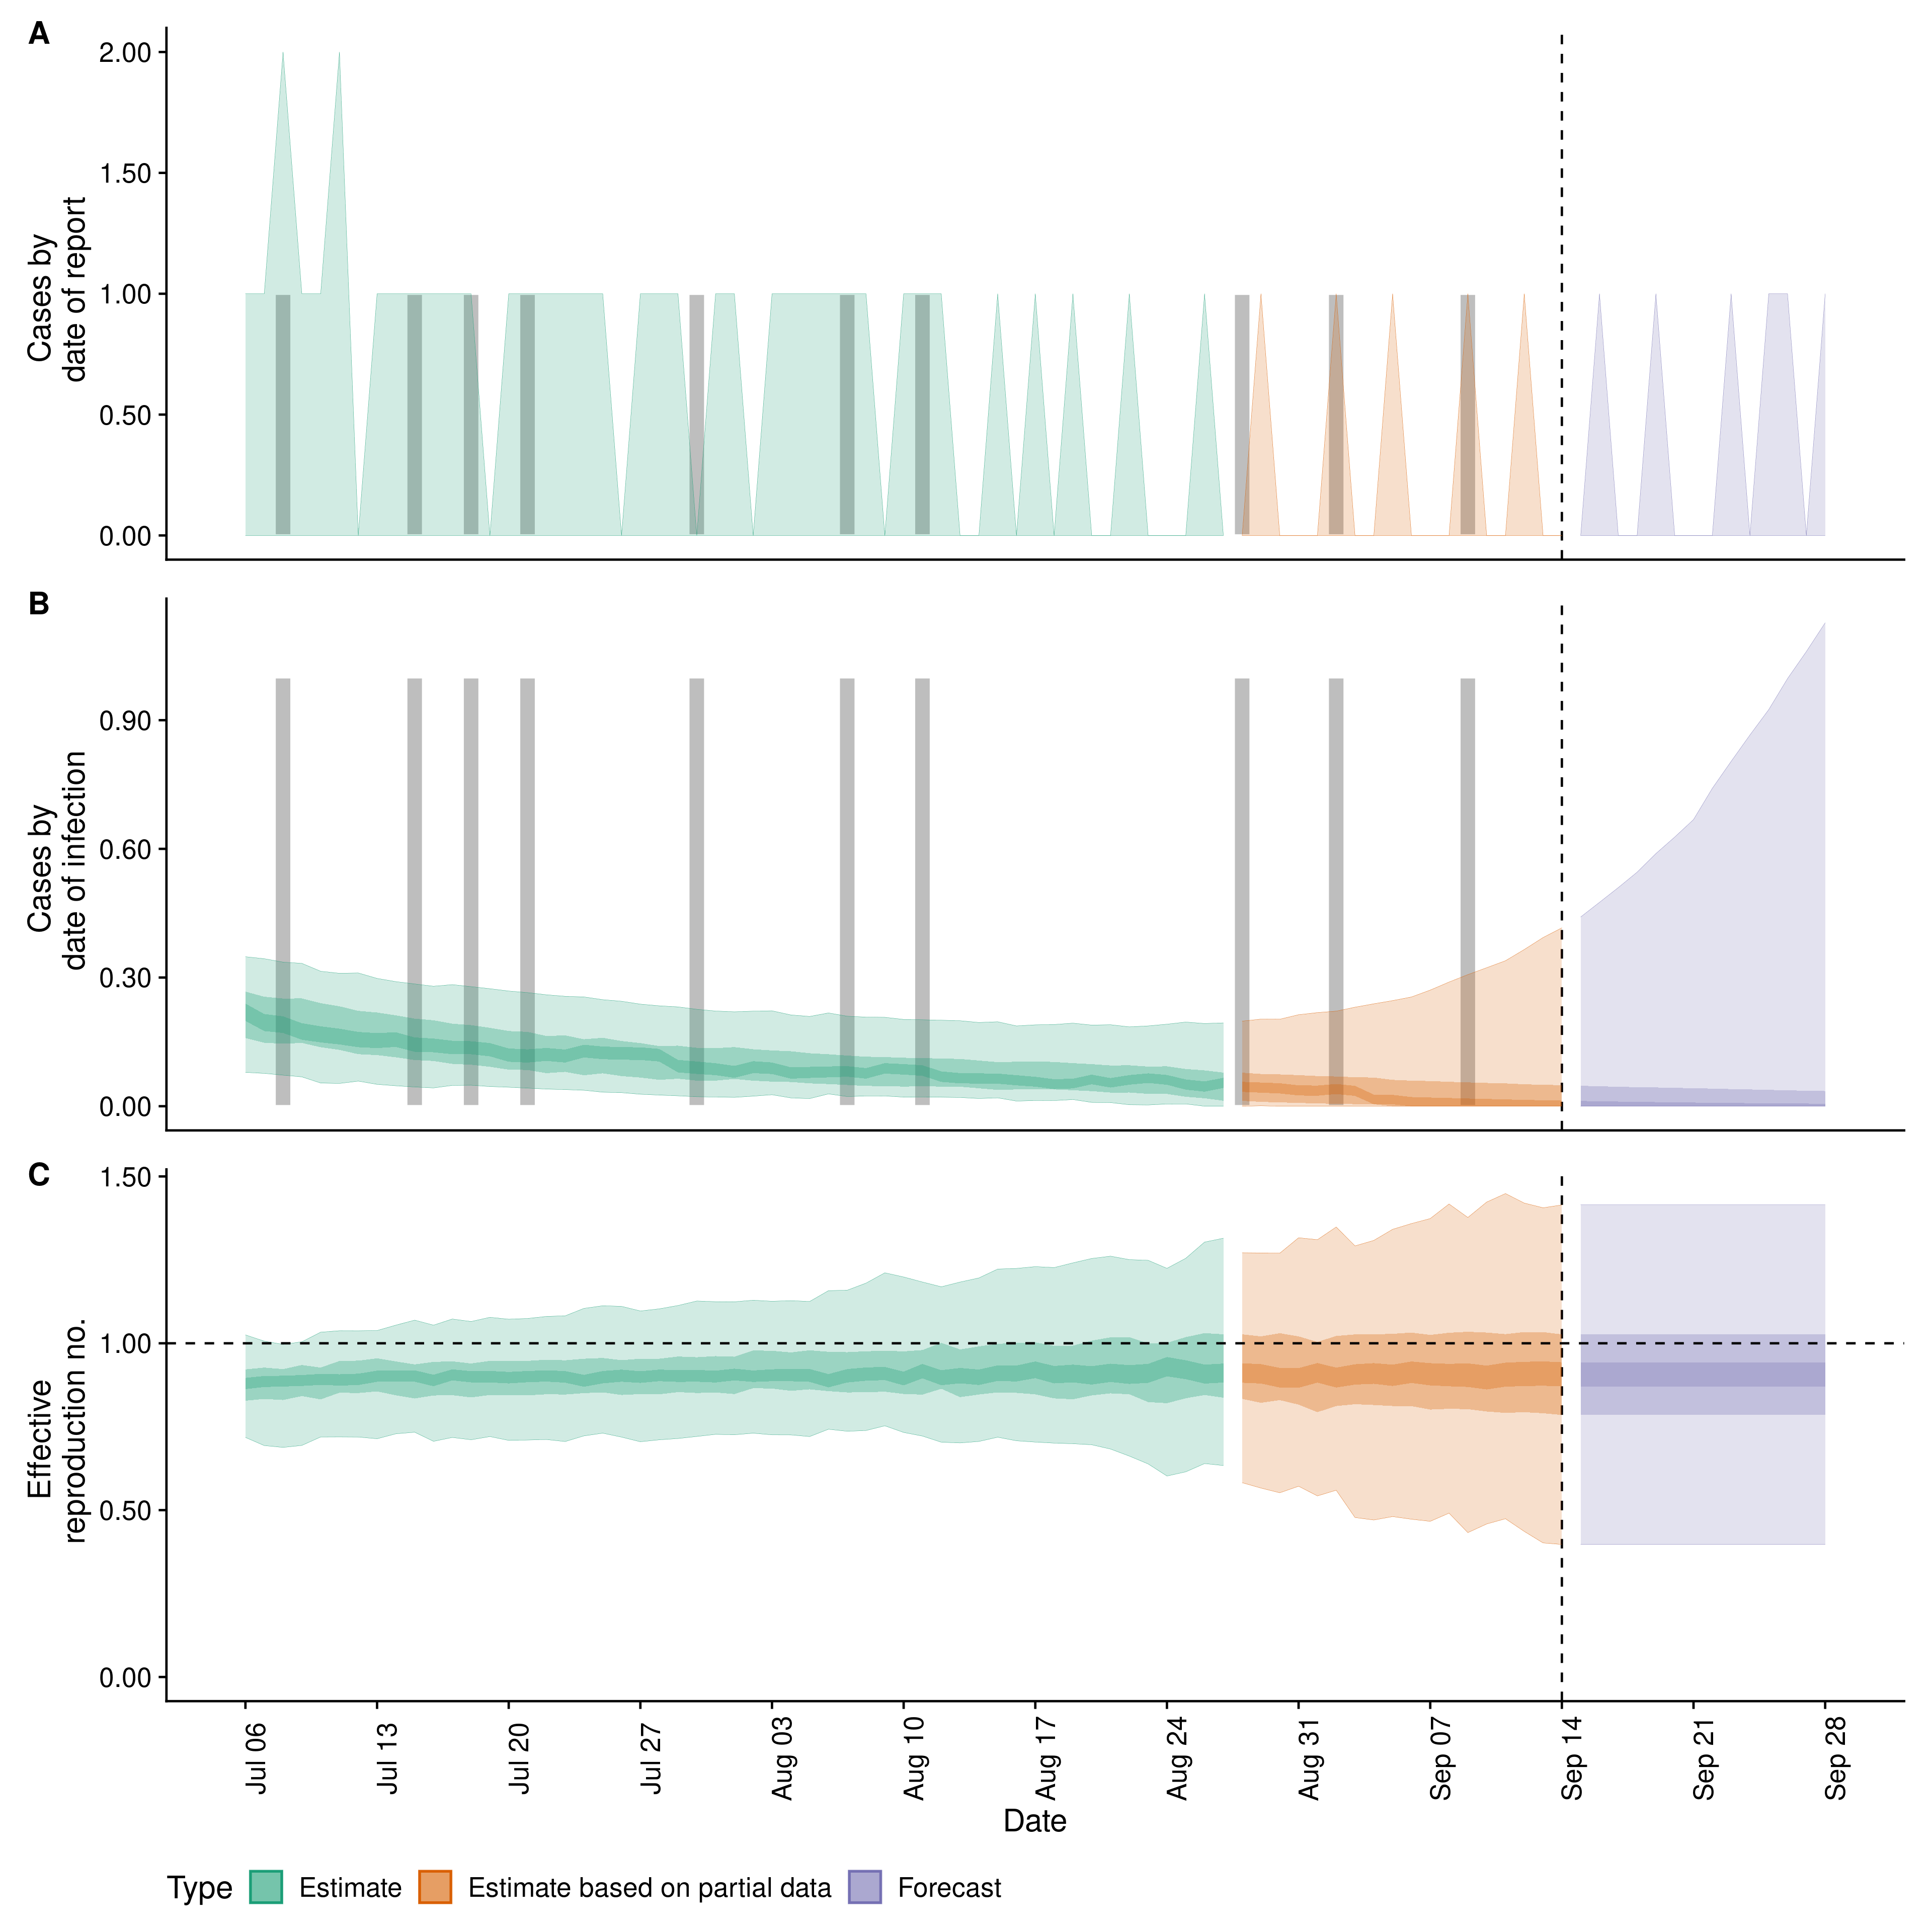 A
2.00
1.50
1.00
0.50
0.00
Cases by
date of report
B
0.90
0.60
0.30
0.00
Cases by
date of infection
C
1.50
1.00
0.50
0.00
Effective
reproduction no.
Jul 06
Jul 13
Jul 20
Jul 27
Aug 03
Aug 10
Aug 17
Aug 24
Aug 31
Sep 07
Sep 14
Sep 21
Sep 28
Date
Type Estimate Estimate based on partial data Forecast